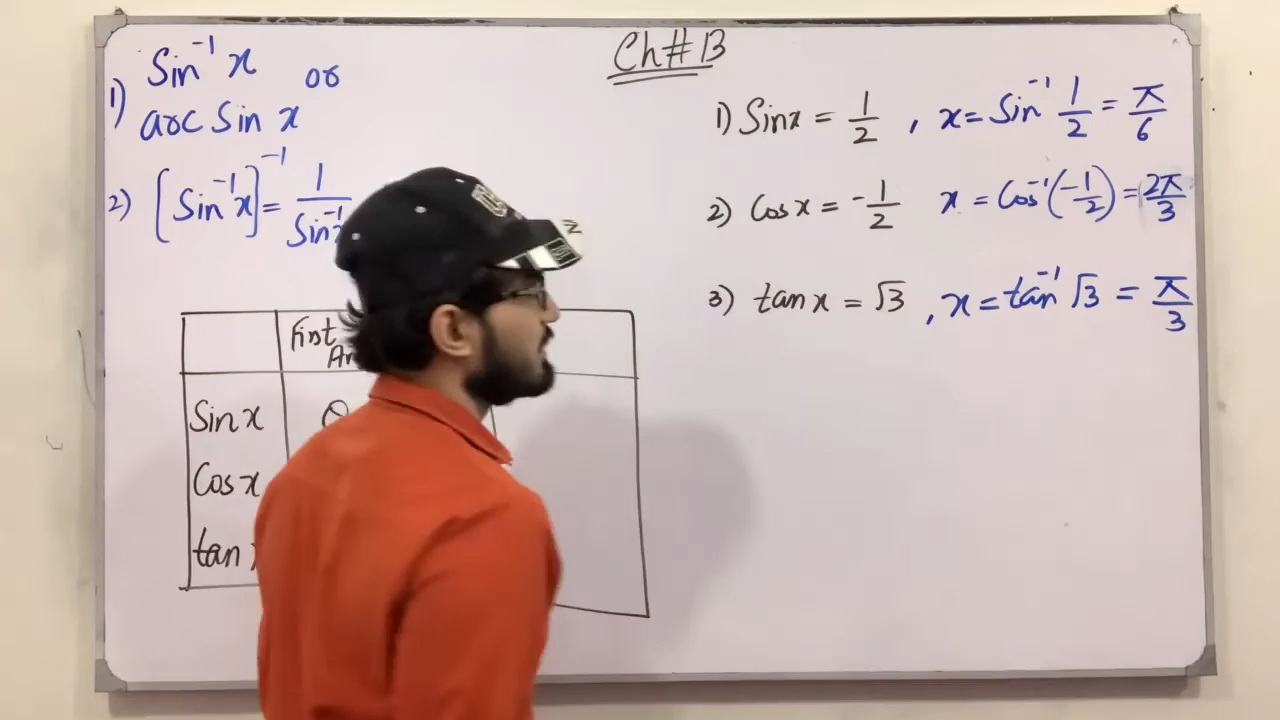 Ch#13
1) Sin⁻¹ x or
arc Sin x
2) [Sin⁻¹x]⁻¹ = 1/Sin⁻¹x
First
Sin x θ
Cos x
tan x
1) Sinx = 1/2 , x = Sin⁻¹ 1/2 = π/6
2) Cos x = -1/2 x = Cos⁻¹(-1/2) = 2π/3
3) tan x = √3 , x = tan⁻¹ √3 = π/3